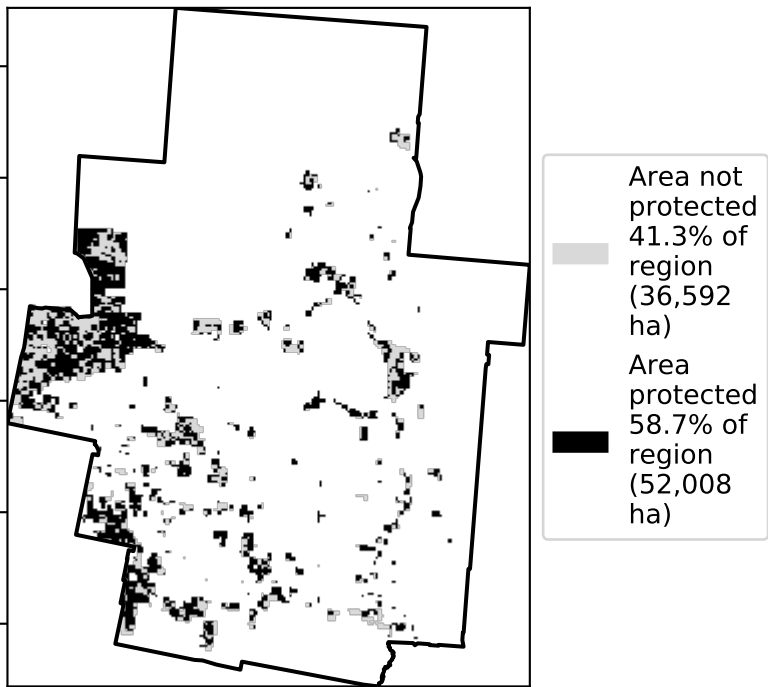 Area not
protected
41.3% of
region
(36,592
ha)
Area
protected
58.7% of
region
(52,008
ha)